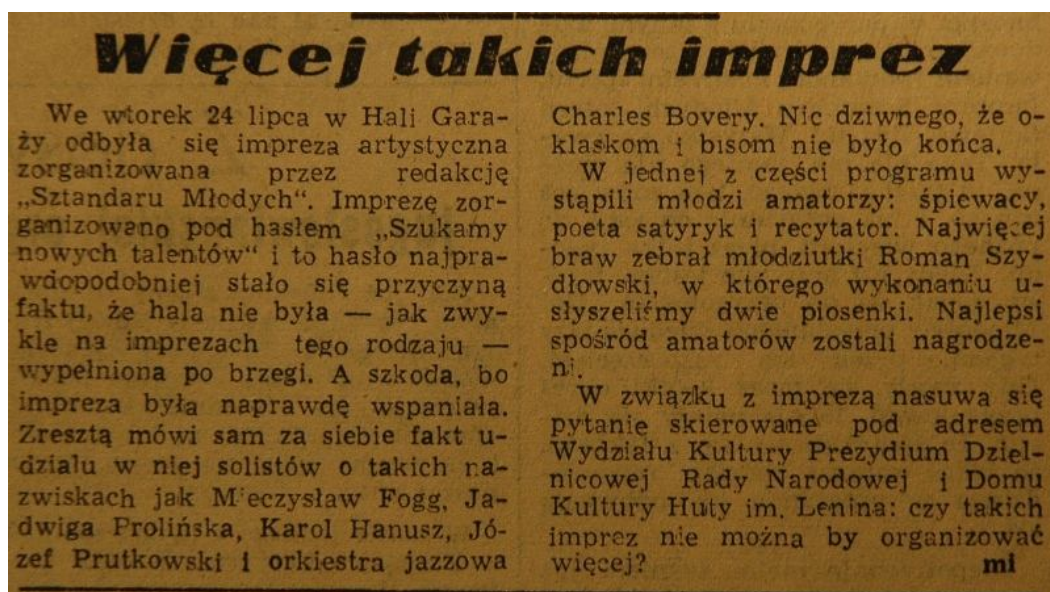 Więcej takich imprez
We wtorek 24 lipca w Hali Gara-
ży odbyła się impreza artystyczna
zorganizowana przez redakcję
„Sztandaru Młodych“. Imprezę zor-
ganizowano pod hasłem „Szukamy
nowych talentów“ i to hasło najpra-
wdopodobniej stało się przyczyną
faktu, że hala nie była — jak zwy-
kle na imprezach tego rodzaju —
wypełniona po brzegi. A szkoda, bo
impreza była naprawdę wspaniała.
Zresztą mówi sam za siebie fakt u-
działu w niej solistów o takich na-
zwiskach jak Mieczysław Fogg, Ja-
dwiga Prolińska, Karol Hanusz, Jó-
zef Prutkowski i orkiestra jazzowa
Charles Bovery. Nic dziwnego, że o-
klaskom i bisom nie było końca.
W jednej z części programu wy-
stąpili młodzi amatorzy: śpiewacy,
poeta satyryk i recytator. Najwięcej
braw zebrał młodziutki Roman Szy-
dłowski, w którego wykonaniu u-
słyszeliśmy dwie piosenki. Najlepsi
spośród amatorów zostali nagrodze-
ni.
W związku z imprezą nasuwa się
pytanie skierowane pod adresem
Wydziału Kultury Prezydium Dziel-
nicowej Rady Narodowej i Domu
Kultury Huty im. Lenina: czy takich
imprez nie można by organizować
więcej? mi